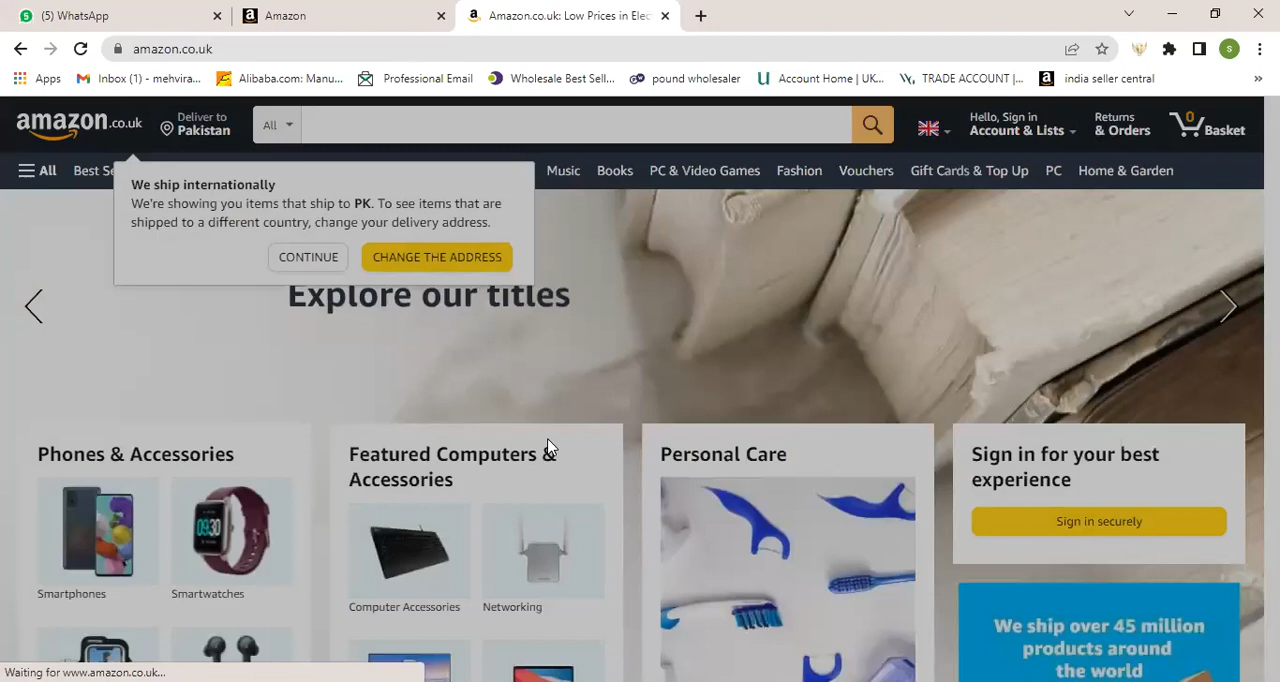 (5) WhatsApp
Amazon
Amazon.co.uk: Low Prices in Elec
amazon.co.uk
Apps
Inbox (1) - mehvira...
Alibaba.com: Manu...
Professional Email
Wholesale Best Sell...
pound wholesaler
Account Home | UK...
TRADE ACCOUNT |...
india seller central
»
S
amazon.co.uk
Deliver to
Pakistan
All
Hello, Sign in
Account & Lists
Returns
& Orders
0
Basket
All
Best Se
Music
Books
PC & Video Games
Fashion
Vouchers
Gift Cards & Top Up
PC
Home & Garden
We ship internationally
We're showing you items that ship to PK. To see items that are
shipped to a different country, change your delivery address.
CONTINUE
CHANGE THE ADDRESS
Explore our titles
Phones & Accessories
Smartphones
Smartwatches
Featured Computers &
Accessories
Computer Accessories
Networking
Personal Care
Sign in for your best
experience
Sign in securely
We ship over 45 million
products around
the world
Waiting for www.amazon.co.uk...